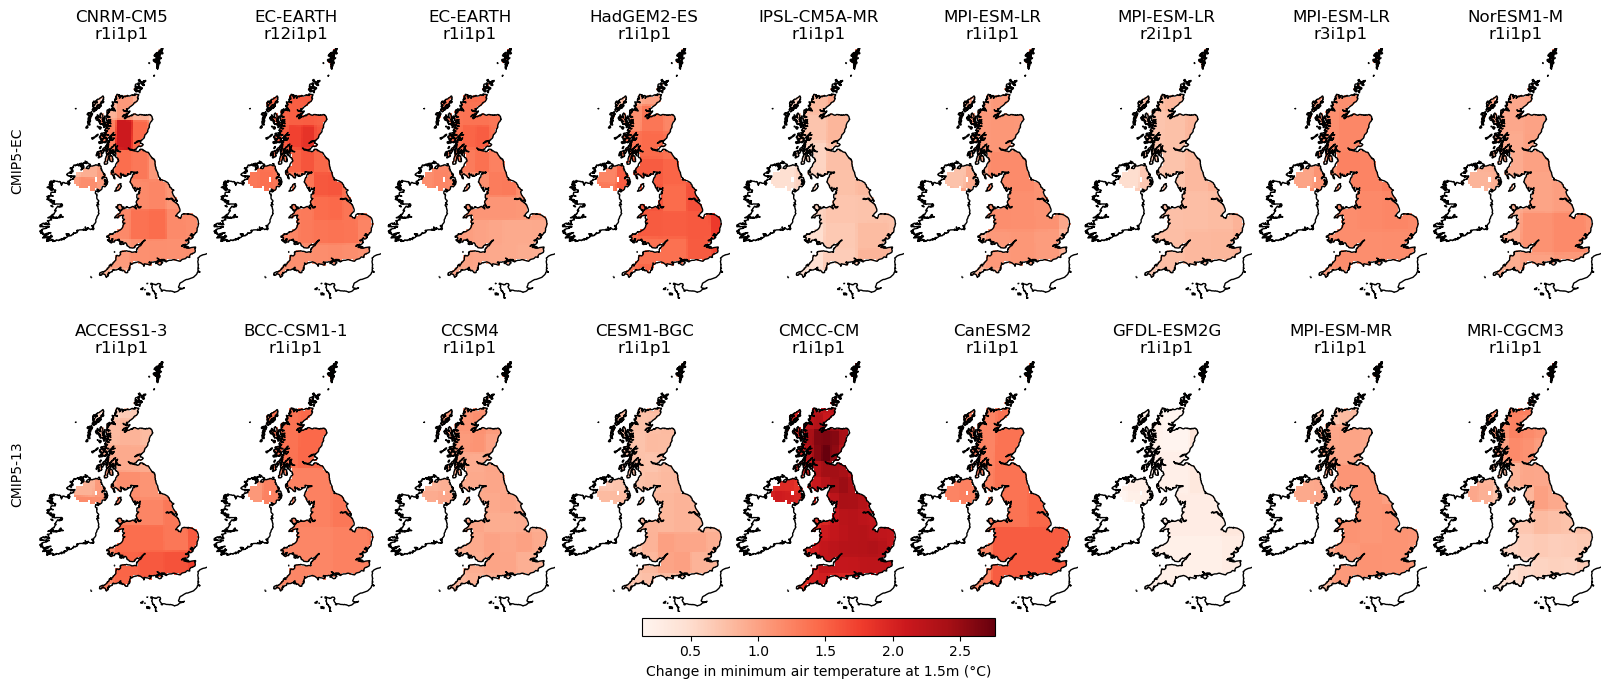 CNRM-CM5
r1i1p1
EC-EARTH
r12i1p1
EC-EARTH
r1i1p1
HadGEM2-ES
r1i1p1
IPSL-CM5A-MR
r1i1p1
MPI-ESM-LR
r1i1p1
MPI-ESM-LR
r2i1p1
MPI-ESM-LR
r3i1p1
NorESM1-M
r1i1p1
CMIP5-EC
ACCESS1-3
r1i1p1
BCC-CSM1-1
r1i1p1
CCSM4
r1i1p1
CESM1-BGC
r1i1p1
CMCC-CM
r1i1p1
CanESM2
r1i1p1
GFDL-ESM2G
r1i1p1
MPI-ESM-MR
r1i1p1
MRI-CGCM3
r1i1p1
CMIP5-13
0.5 1.0 1.5 2.0 2.5
Change in minimum air temperature at 1.5m (°C)